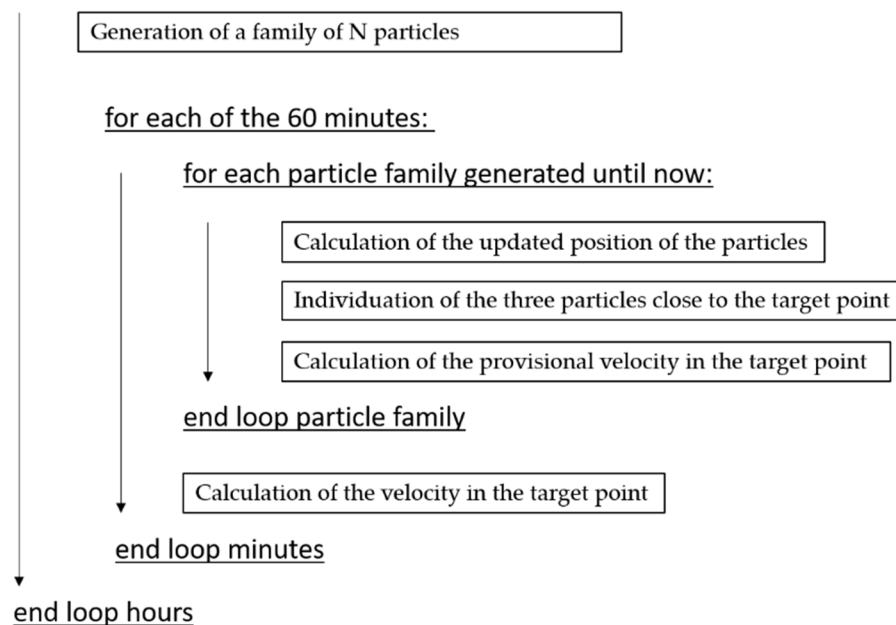 Generation of a family of N particles
for each of the 60 minutes:
for each particle family generated until now:
Calculation of the updated position of the particles
Individuation of the three particles close to the target point
Calculation of the provisional velocity in the target point
end loop particle family
Calculation of the velocity in the target point
end loop minutes
end loop hours